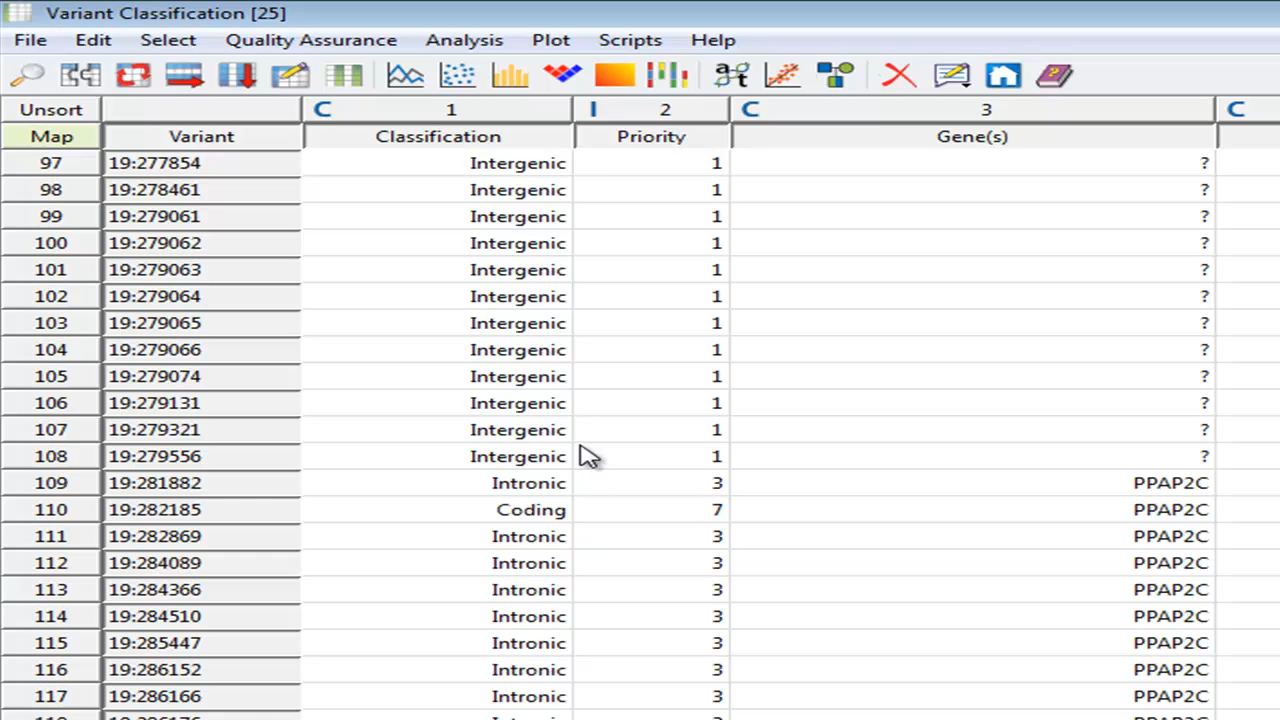 Variant Classification [25]
File Edit Select Quality Assurance Analysis Plot Scripts Help
Unsort C 1 I 2 C 3 C
Map Variant Classification Priority Gene(s)
97 19:277854 Intergenic 1 ?
98 19:278461 Intergenic 1 ?
99 19:279061 Intergenic 1 ?
100 19:279062 Intergenic 1 ?
101 19:279063 Intergenic 1 ?
102 19:279064 Intergenic 1 ?
103 19:279065 Intergenic 1 ?
104 19:279066 Intergenic 1 ?
105 19:279074 Intergenic 1 ?
106 19:279131 Intergenic 1 ?
107 19:279321 Intergenic 1 ?
108 19:279556 Intergenic 1 ?
109 19:281882 Intronic 3 PPAP2C
110 19:282185 Coding 7 PPAP2C
111 19:282869 Intronic 3 PPAP2C
112 19:284089 Intronic 3 PPAP2C
113 19:284366 Intronic 3 PPAP2C
114 19:284510 Intronic 3 PPAP2C
115 19:285447 Intronic 3 PPAP2C
116 19:286152 Intronic 3 PPAP2C
117 19:286166 Intronic 3 PPAP2C